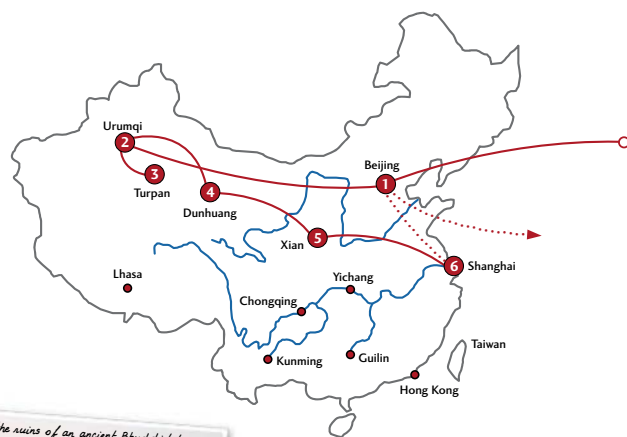 Urumqi
2
3
Turpan
4
Dunhuang
Beijing
1
Xian
5
6
Shanghai
Lhasa
Yichang
Chongqing
Kunming
Guilin
Taiwan
Hong Kong
he ruins of an ancient